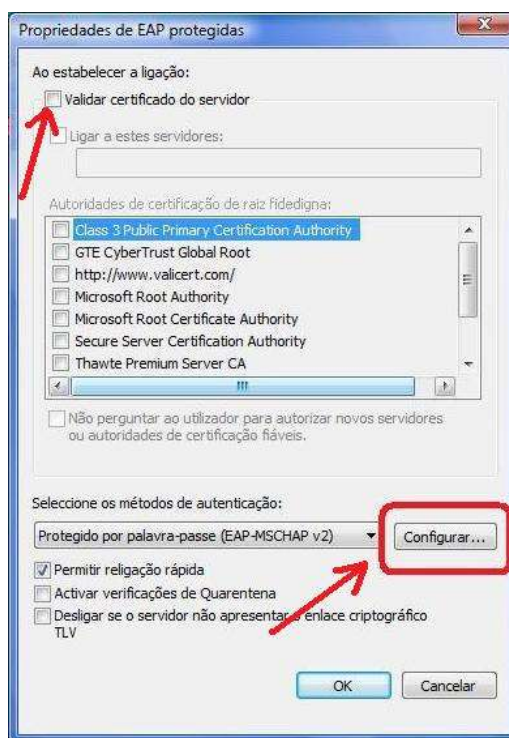 Propriedades de EAP protegidas
Ao estabelecer a ligação:
Validar certificado do servidor
Ligar a estes servidores:
Autoridades de certificação de raiz fidedigna:
Class 3 Public Primary Certification Authority
GTE CyberTrust Global Root
http://www.valicert.com/
Microsoft Root Authority
Microsoft Root Certificate Authority
Secure Server Certification Authority
Thawte Premium Server CA
Não perguntar ao utilizador para autorizar novos servidores
ou autoridades de certificação fiáveis.
Seleccione os métodos de autenticação:
Protegido por palavra-passe (EAP-MSCHAP v2)
Configurar...
Permitir religação rápida
Activar verificações de Quarentena
Desligar se o servidor não apresentar o enlace criptográfico
TLV
OK
Cancelar